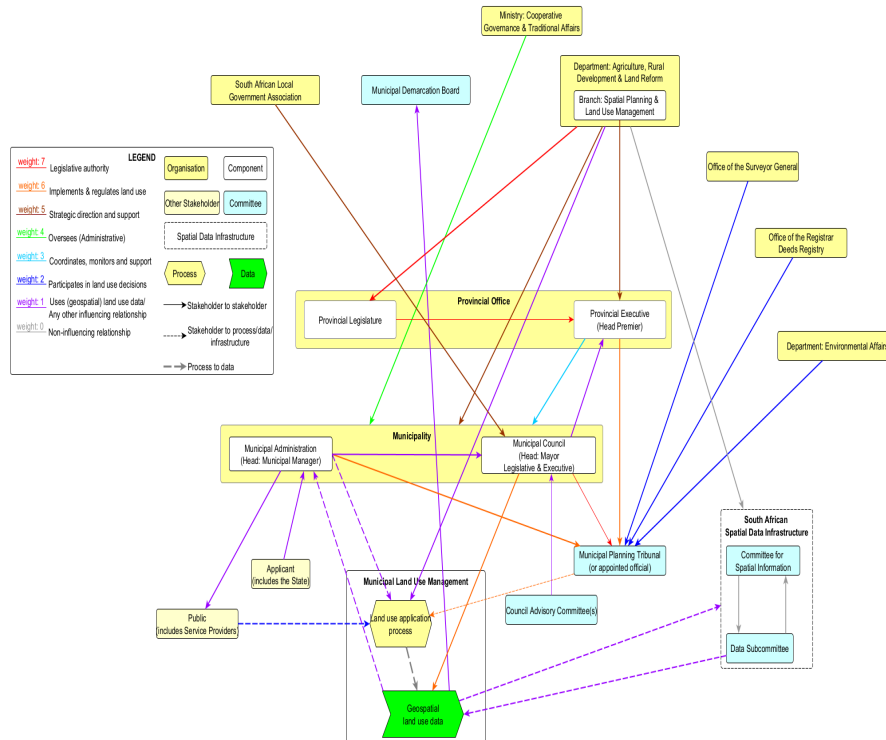 Ministry: Cooperative
Governance & Traditional Affairs
Department: Agriculture, Rural
Development & Land Reform
Branch: Spatial Planning &
Land Use Management
South African Local
Government Association
Municipal Demarcation Board
LEGEND
weight: 7 Legislative authority
weight: 6 Implements & regulates land use
weight: 5 Strategic direction and support
weight: 4 Oversees (Administrative)
weight: 3 Coordinates, monitors and support
weight: 2 Participates in land use decisions
weight: 1 Uses (geospatial) land use data/
Any other influencing relationship
weight: 0 Non-influencing relationship
Organisation
Component
Other Stakeholder
Committee
Spatial Data Infrastructure
Process
Data
Stakeholder to stakeholder
Stakeholder to process/data/
infrastructure
Process to data
Office of the Surveyor General
Office of the Registrar
Deeds Registry
Department: Environmental Affairs
Provincial Office
Provincial Legislature
Provincial Executive
(Head Premier)
Municipality
Municipal Administration
(Head: Municipal Manager)
Municipal Council
(Head: Mayor
Legislative & Executive)
South African
Spatial Data Infrastructure
Committee for
Spatial Information
Data Subcommittee
Municipal Planning Tribunal
(or appointed official)
Applicant
(includes the State)
Public
(includes Service Providers)
Municipal Land Use Management
Land use application
process
Council Advisory Committee(s)
Geospatial
land use data